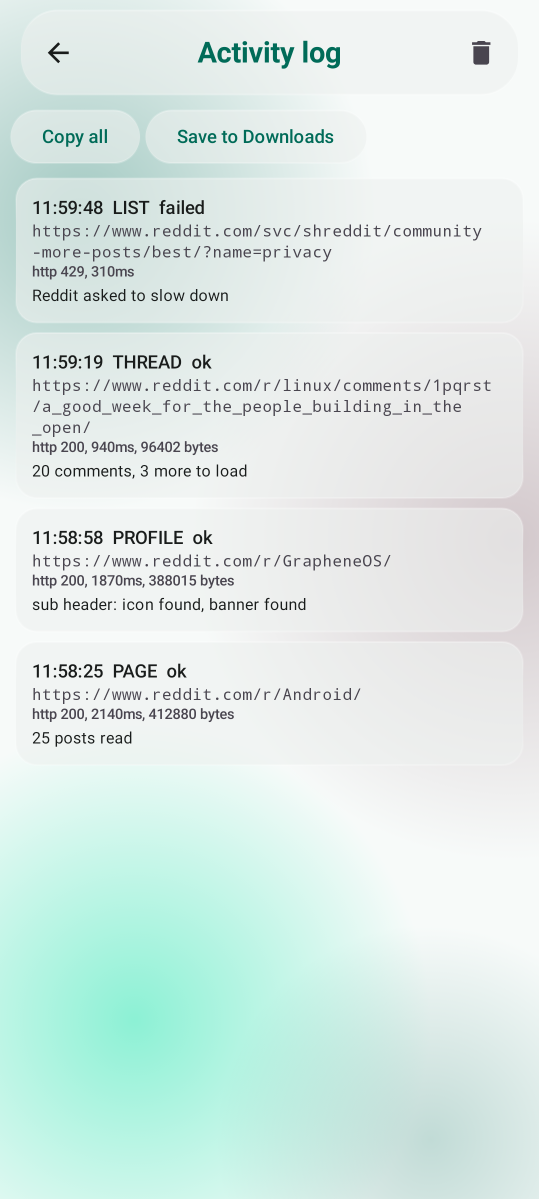 Activity log
Copy all
Save to Downloads
11:59:48 LIST failed
https://www.reddit.com/svc/shreddit/community
-more-posts/best/?name=privacy
http 429, 310ms
Reddit asked to slow down
11:59:19 THREAD ok
https://www.reddit.com/r/linux/comments/1pqrst
/a_good_week_for_the_people_building_in_the
_open/
http 200, 940ms, 96402 bytes
20 comments, 3 more to load
11:58:58 PROFILE ok
https://www.reddit.com/r/GrapheneOS/
http 200, 1870ms, 388015 bytes
sub header: icon found, banner found
11:58:25 PAGE ok
https://www.reddit.com/r/Android/
http 200, 2140ms, 412880 bytes
25 posts read